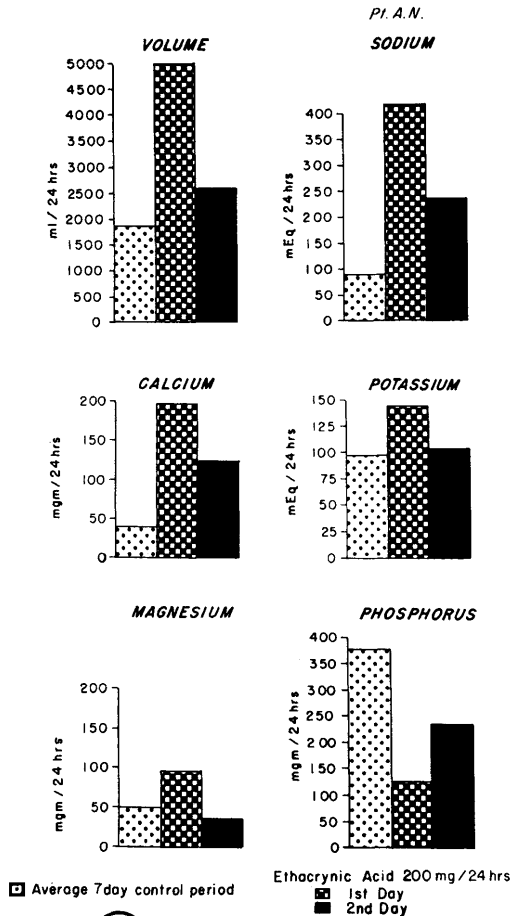 Pt. A.N.
VOLUME
5000
4500
4000
3500
3000
2500
2000
1500
1000
500
0
ml/24 hrs
SODIUM
400
350
300
250
200
150
100
50
0
mEq/24 hrs
CALCIUM
200
150
100
50
0
mgm/24 hrs
POTASSIUM
150
125
100
75
50
25
0
mEq/24 hrs
MAGNESIUM
200
150
100
50
0
mgm/24 hrs
PHOSPHORUS
400
350
300
250
200
150
100
50
0
mgm/24 hrs
Average 7day control period
Ethacrynic Acid 200 mg/24 hrs
1st Day
2nd Day